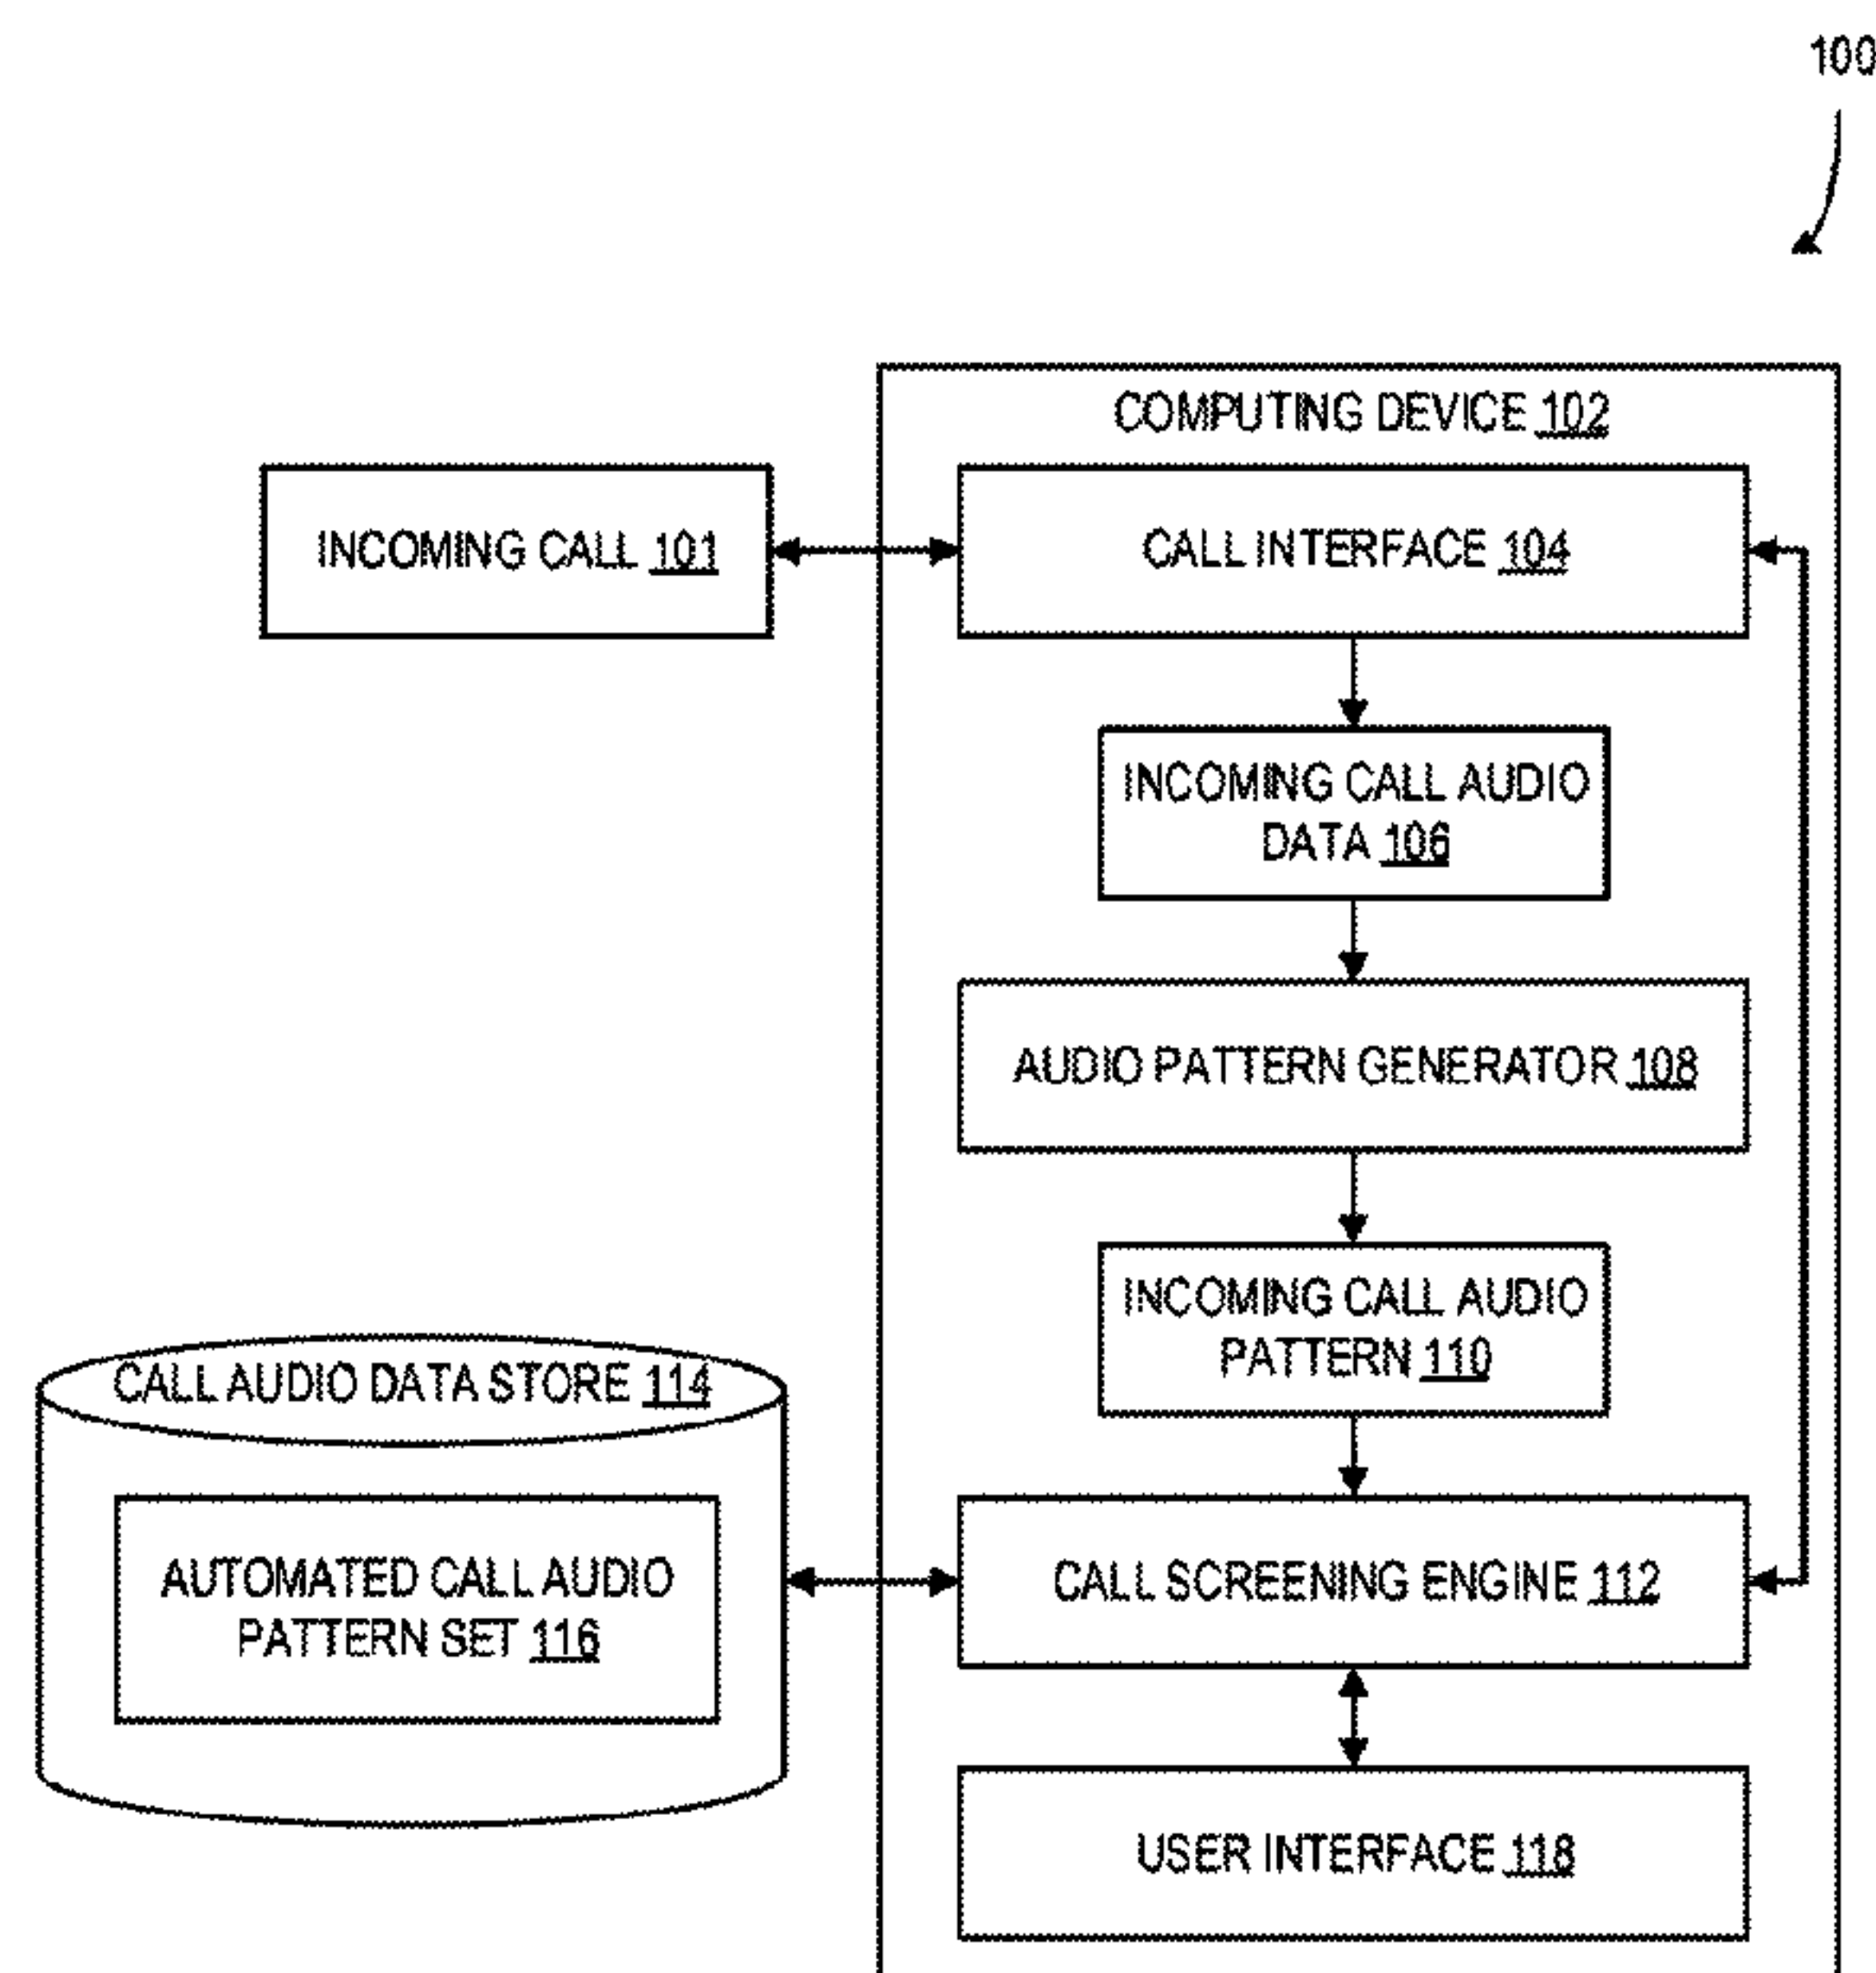 100
COMPUTING DEVICE 102
INCOMING CALL 101
CALL INTERFACE 104
INCOMING CALL AUDIO
DATA 106
AUDIO PATTERN GENERATOR 108
INCOMING CALL AUDIO
PATTERN 110
CALL AUDIO DATA STORE 114
AUTOMATED CALL AUDIO
PATTERN SET 116
CALL SCREENING ENGINE 112
USER INTERFACE 118